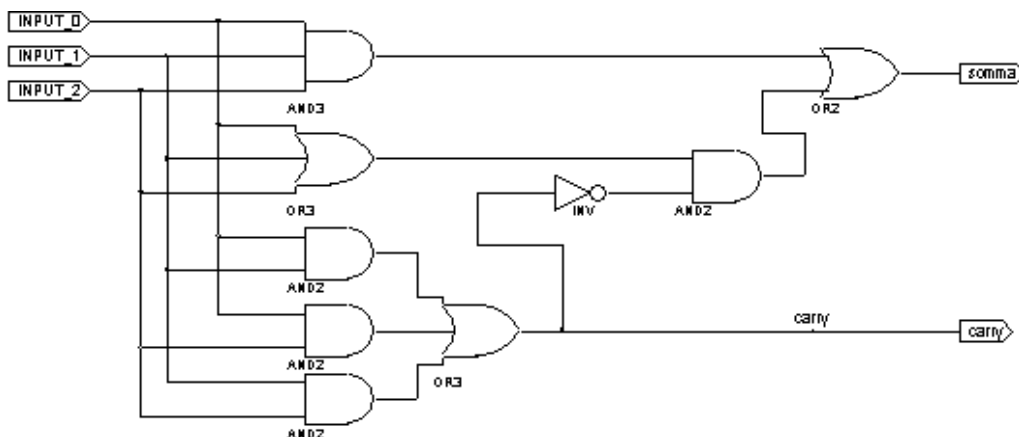 INPUT_0
INPUT_1
INPUT_2
AND3
OR2
somma
OR3
INV
AND2
AND2
carry
carry
AND2
OR3
AND2